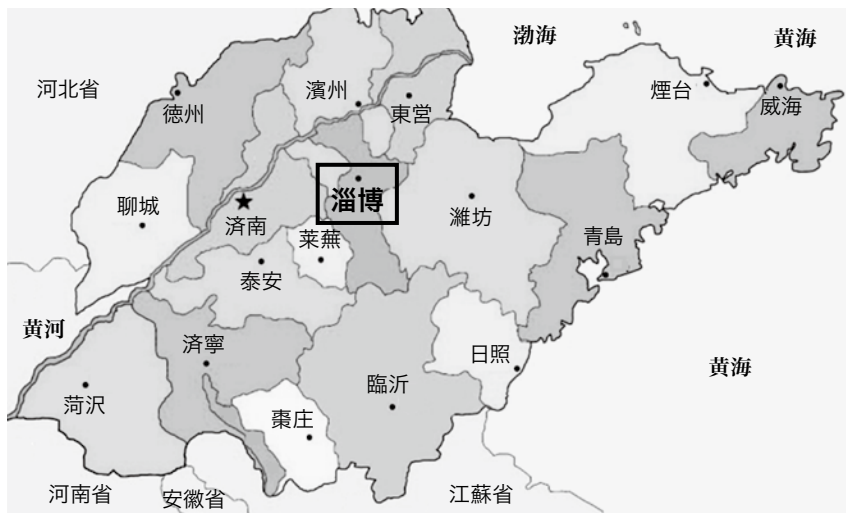 渤海
黄海
河北省
徳州
濱州
東営
煙台
威海
聊城
済南
淄博
濰坊
莱蕪
青島
泰安
黄河
済寧
日照
黄海
菏沢
臨沂
棗庄
河南省
安徽省
江蘇省